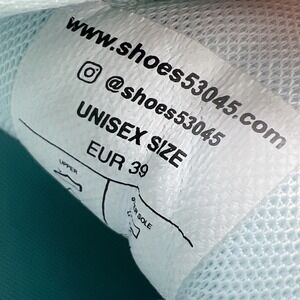 www.shoes53045.com
@shoes53045
UNISEX SIZE
EUR 39
UPPER
SOLE